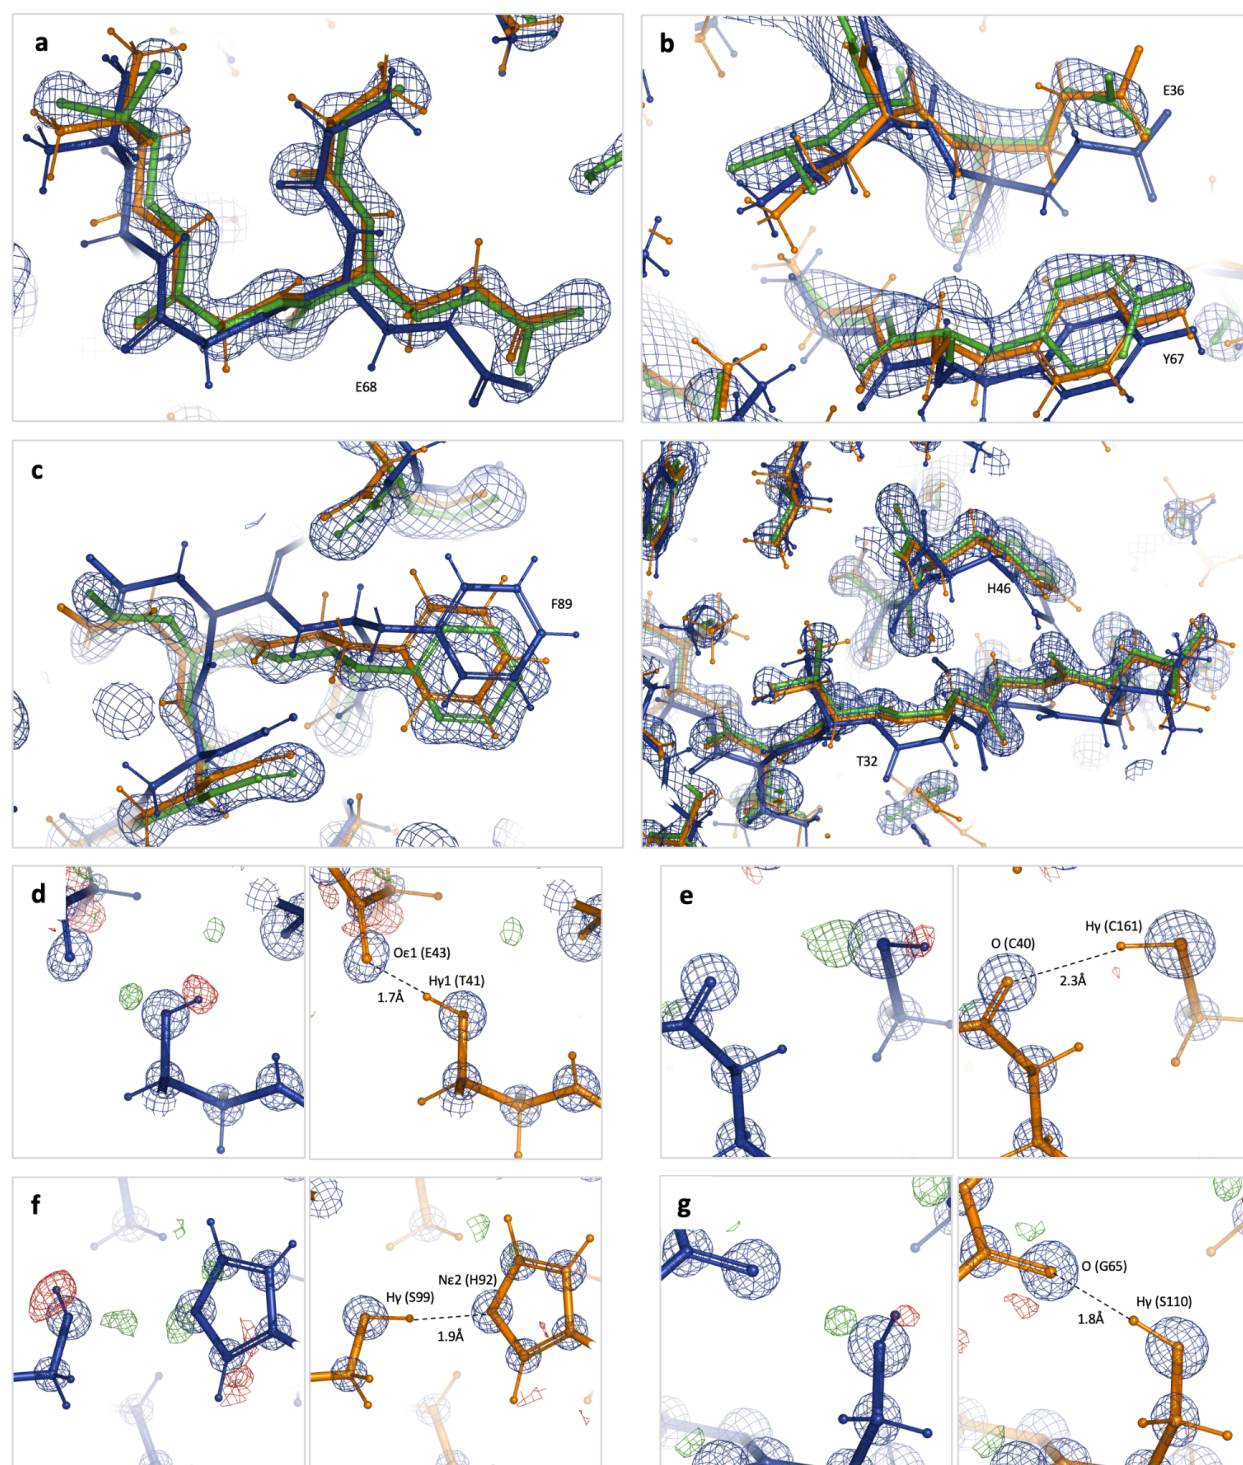 a
b
E36
E68
Y67
c
F89
H46
T32
d
Oε1 (E43)
Hγ1 (T41)
1.7Å
e
Hγ (C161)
O (C40)
2.3Å
f
Nε2 (H92)
Hγ (S99)
1.9Å
g
O (G65)
Hγ (S110)
1.8Å